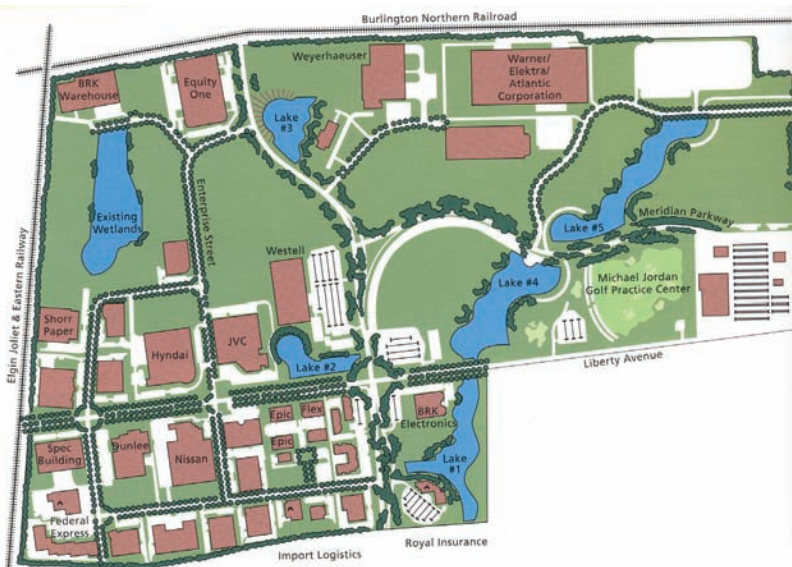 Burlington Northern Railroad
Weyerhaeuser
Warner/
Elektra/
Atlantic
Corporation
BRK
Warehouse
Equity
One
Lake
#3
Enterprise Street
Existing
Wetlands
Meridian Parkway
Lake #5
Westell
Lake #4
Michael Jordan
Golf Practice Center
Elgin Joliet & Eastern Railway
Shorr
Paper
Hyndai
JVC
Lake #2
Liberty Avenue
Epic
Flex
BRK
Electronics
Epic
Spec
Building
Dunlee
Nissan
Lake
#1
Federal
Express
Import Logistics
Royal Insurance